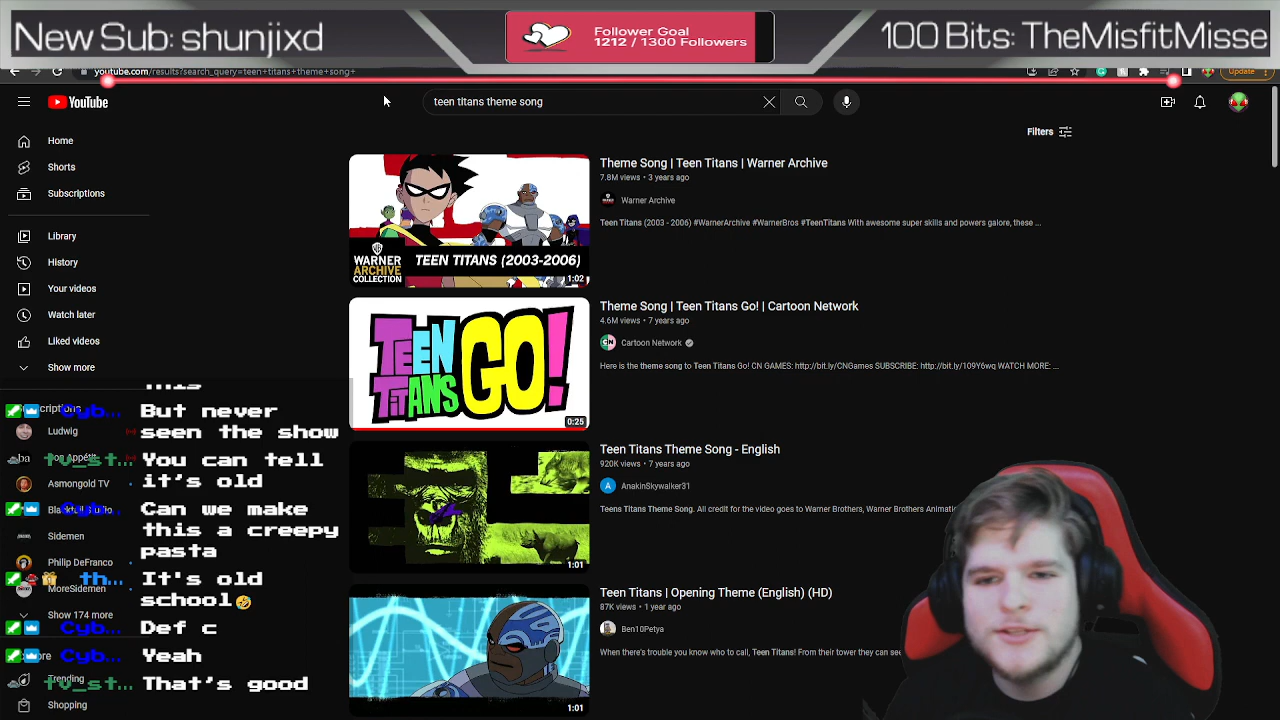 New Sub: shunjixd
Follower Goal
1212 / 1300 Followers
100 Bits: TheMisfitMisse
youtube.com/results?search_query=teen+titans+theme+song+
Update
YouTube
teen titans theme song
Filters
Home
Shorts
Subscriptions
Library
History
Your videos
Watch later
Liked videos
Show more
Ludwig
Asmongold TV
Sidemen
Philip DeFranco
MoreSidemen
Show 174 more
Trending
Shopping
WARNER
ARCHIVE
COLLECTION
TEEN TITANS (2003-2006)
1:02
Theme Song | Teen Titans | Warner Archive
7.8M views • 3 years ago
Warner Archive
Teen Titans (2003 - 2006) #WarnerArchive #WarnerBros #TeenTitans With awesome super skills and powers galore, these ...
TEEN
TITANS
GO!
0:25
Theme Song | Teen Titans Go! | Cartoon Network
4.6M views • 7 years ago
CN
Cartoon Network
Here is the theme song to Teen Titans Go! CN GAMES: http://bit.ly/CNGames SUBSCRIBE: http://bit.ly/109Y6wq WATCH MORE: ...
1:01
Teen Titans Theme Song - English
920K views • 7 years ago
A
AnakinSkywalker31
Teens Titans Theme Song. All credit for the video goes to Warner Brothers, Warner Brothers Animati
1:01
Teen Titans | Opening Theme (English) (HD)
87K views • 1 year ago
Ben10Petya
When there's trouble you know who to call, Teen Titans! From their tower they can see
Cyb... But never
seen the show
tv_st... You can tell
it's old
Cyb... Can we make
this a creepy
pasta
th... It's old
school
Cyb... Def c
Cyb... Yeah
tv_st... That's good